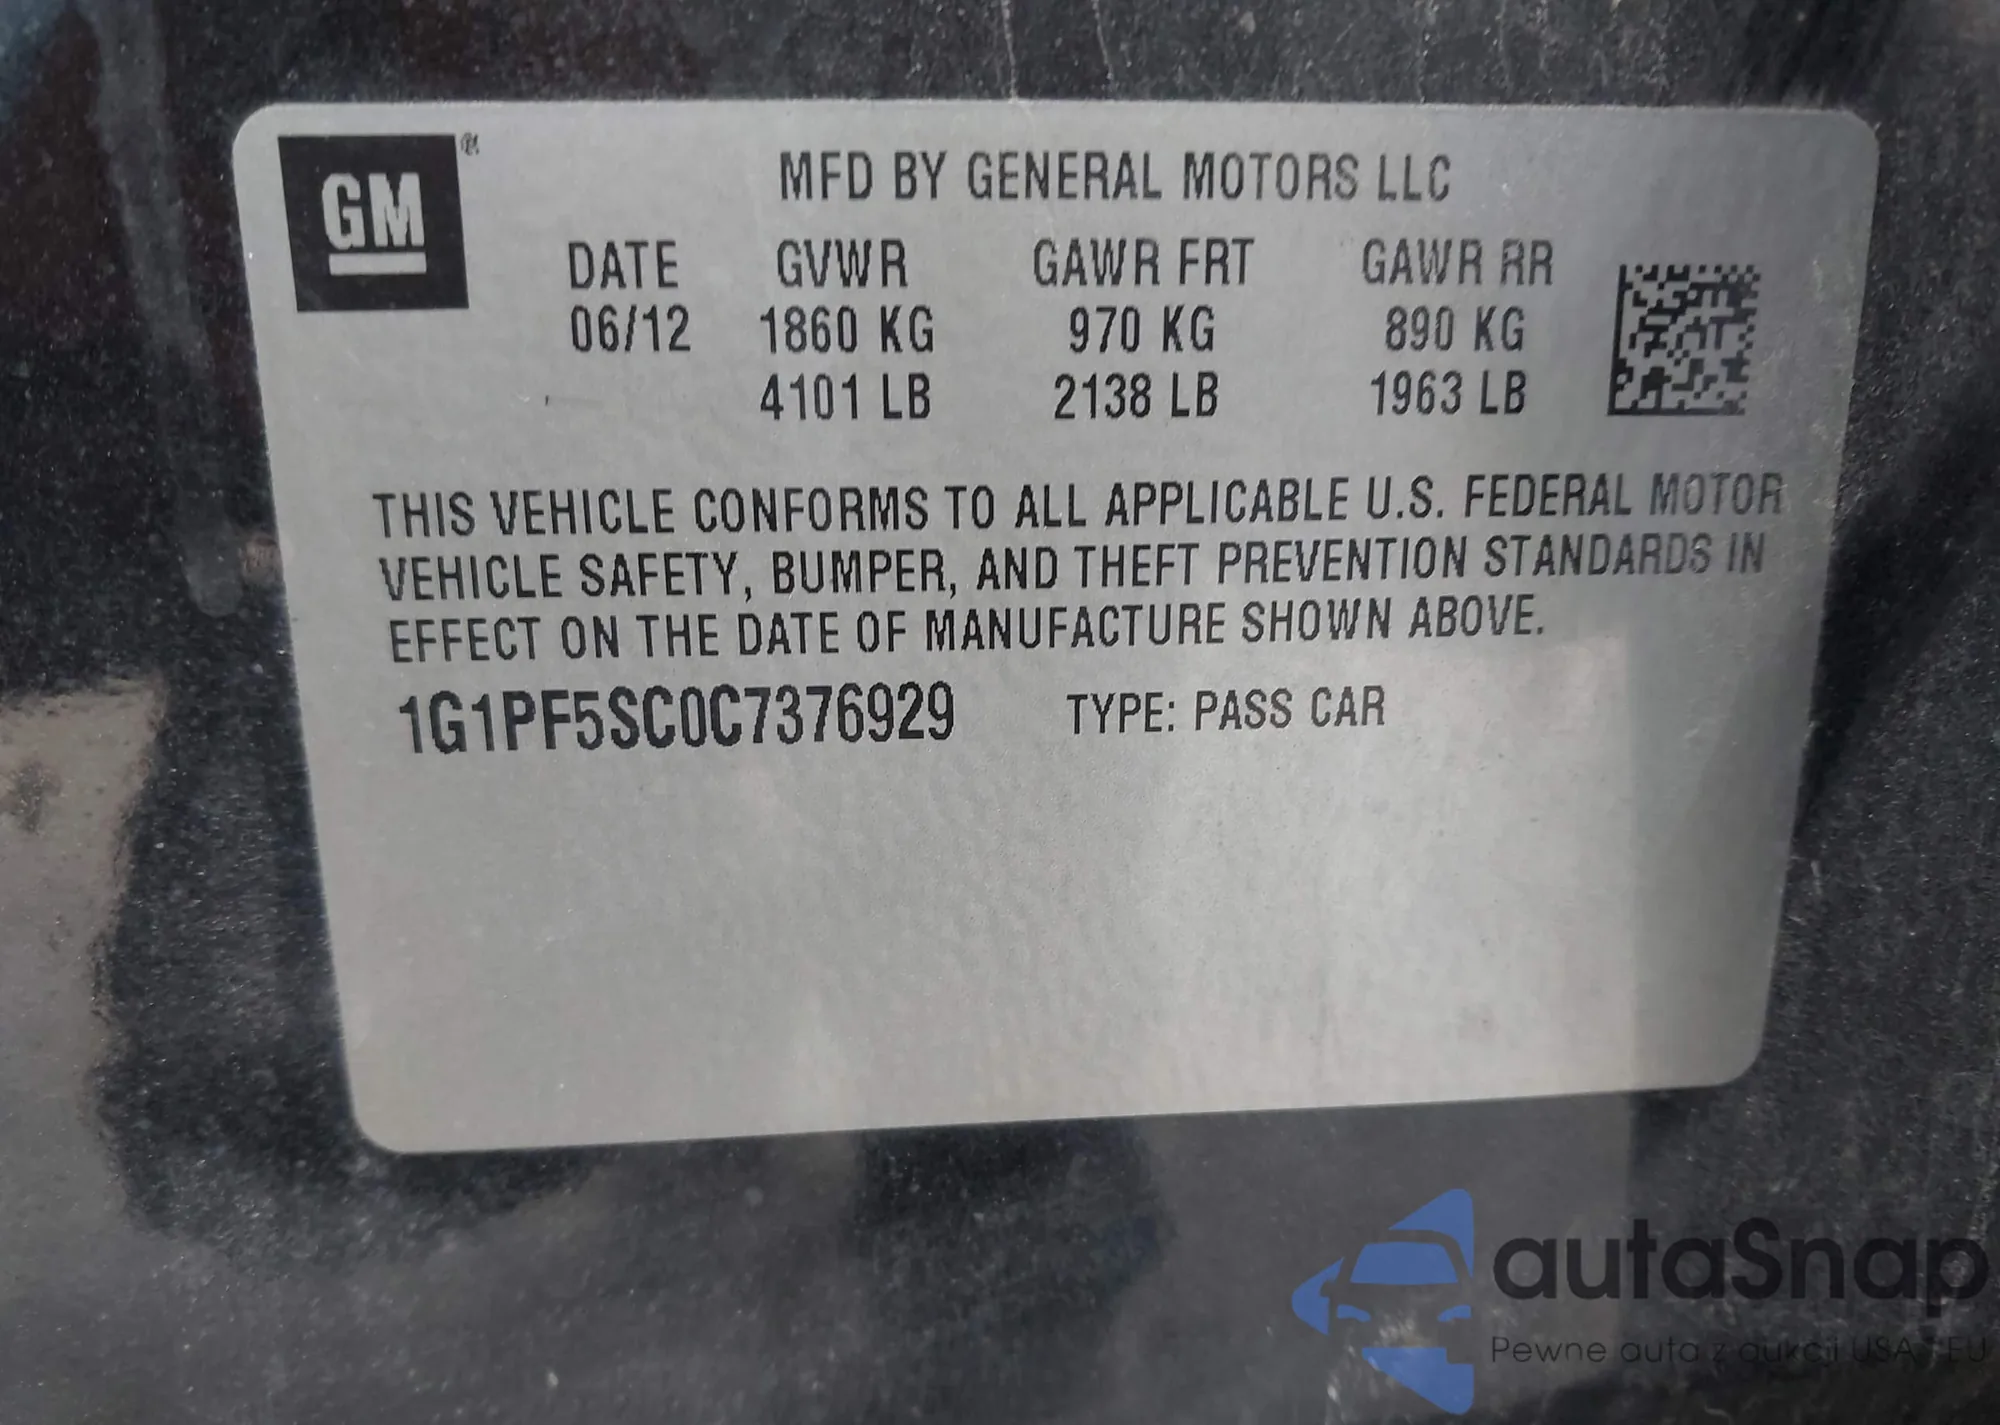 GM ®
MFD BY GENERAL MOTORS LLC
DATE GVWR GAWR FRT GAWR RR
06/12 1860 KG 970 KG 890 KG
4101 LB 2138 LB 1963 LB
THIS VEHICLE CONFORMS TO ALL APPLICABLE U.S. FEDERAL MOTOR
VEHICLE SAFETY, BUMPER, AND THEFT PREVENTION STANDARDS IN
EFFECT ON THE DATE OF MANUFACTURE SHOWN ABOVE.
1G1PF5SC0C7376929 TYPE: PASS CAR
autaSnap
Pewne auta z aukcji USA i EU